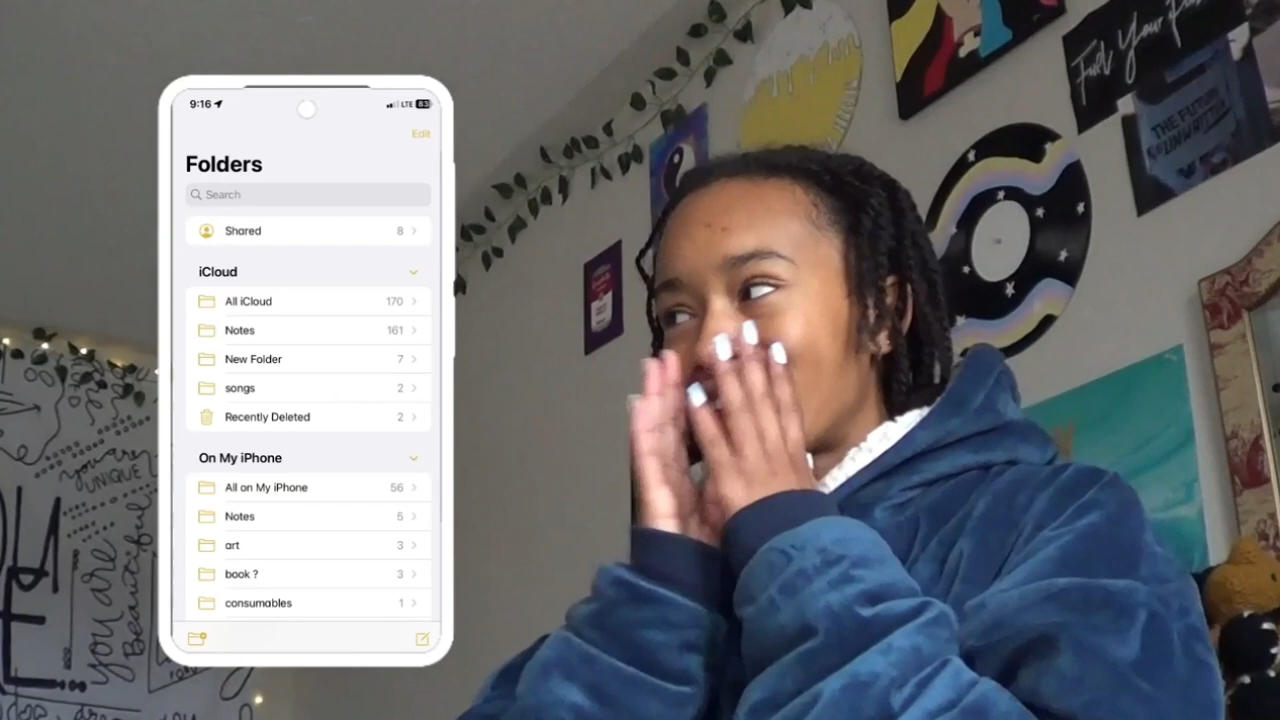 9:16
LTE 83
Edit
Folders
Search
Shared 8
iCloud
All iCloud 170
Notes 161
New Folder 7
songs 2
Recently Deleted 2
On My iPhone
All on My iPhone 56
Notes 5
art 3
book ? 3
consumables 1
Fuel Your
THE FUTURE
you are
UNIQUE
you are
Beautiful